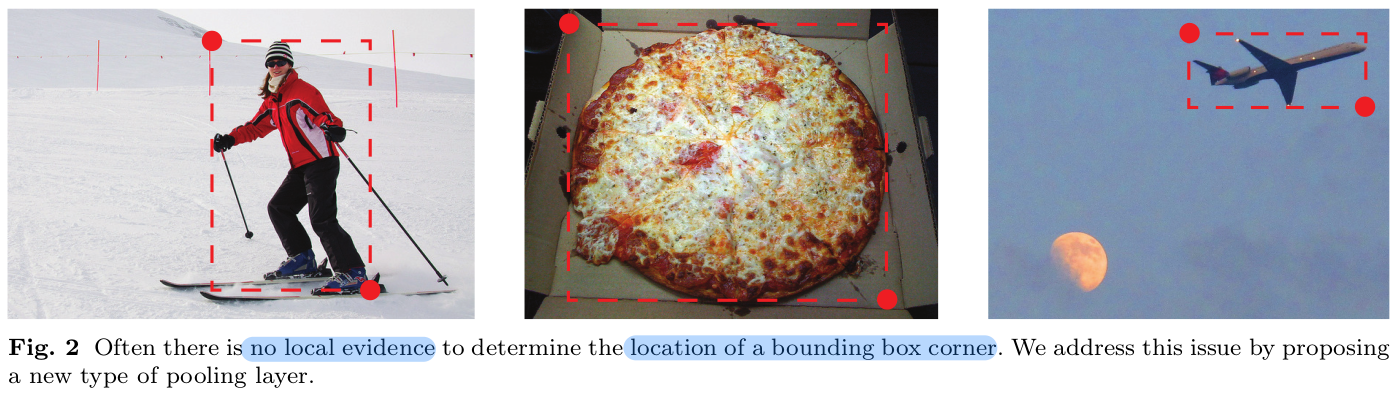 Fig. 2 Often there is no local evidence to determine the location of a bounding box corner. We address this issue by proposing
a new type of pooling layer.